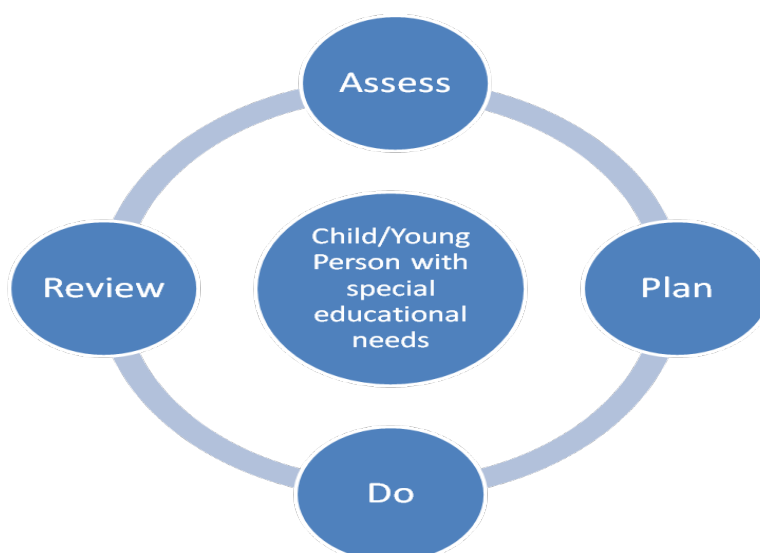 Assess
Child/Young
Person with
special
educational
needs
Review
Plan
Do